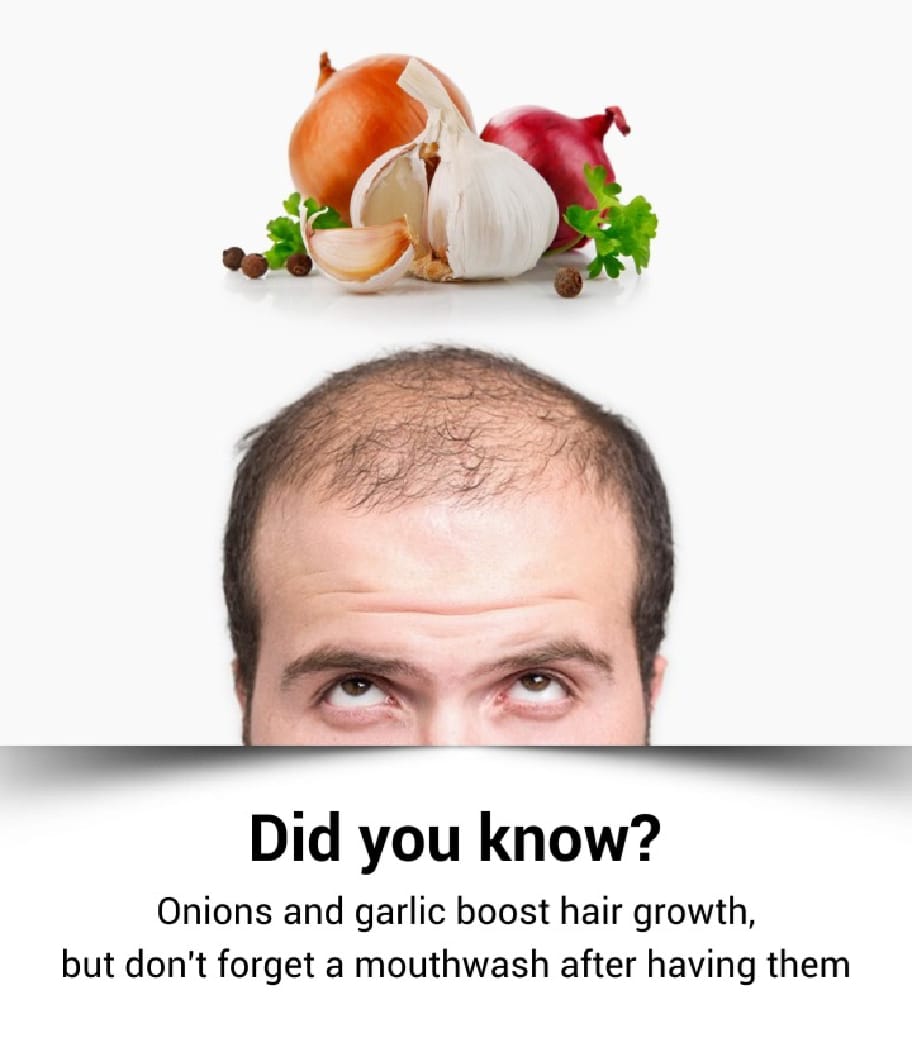 Did you know?
Onions and garlic boost hair growth,
but don't forget a mouthwash after having them